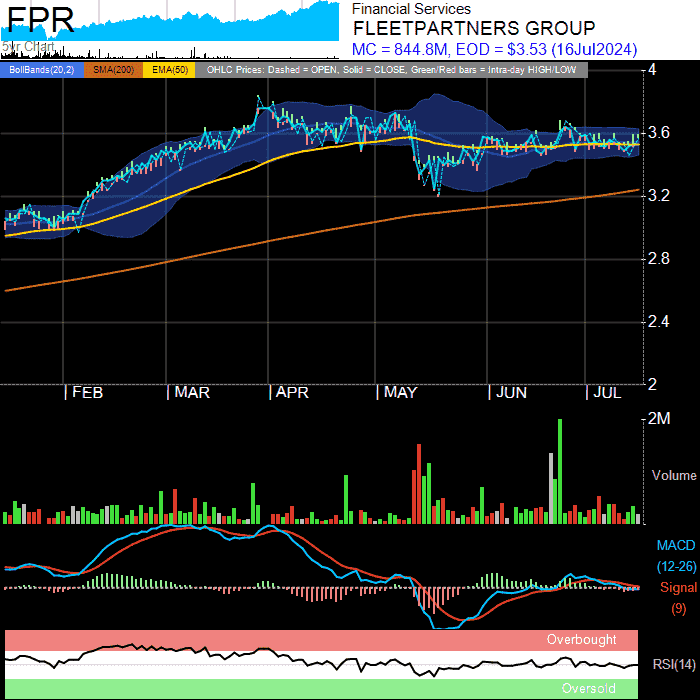 FPR
5yr Chart
Financial Services
FLEETPARTNERS GROUP
MC = 844.8M, EOD = $3.53 (16Jul2024)
BollBands(20,2) SMA(200) EMA(50) OHLC Prices: Dashed = OPEN, Solid = CLOSE, Green/Red bars = Intra-day HIGH/LOW
4
3.6
3.2
2.8
2.4
2
FEB MAR APR MAY JUN JUL
2M
Volume
MACD
(12-26)
Signal
(9)
Overbought
RSI(14)
Oversold